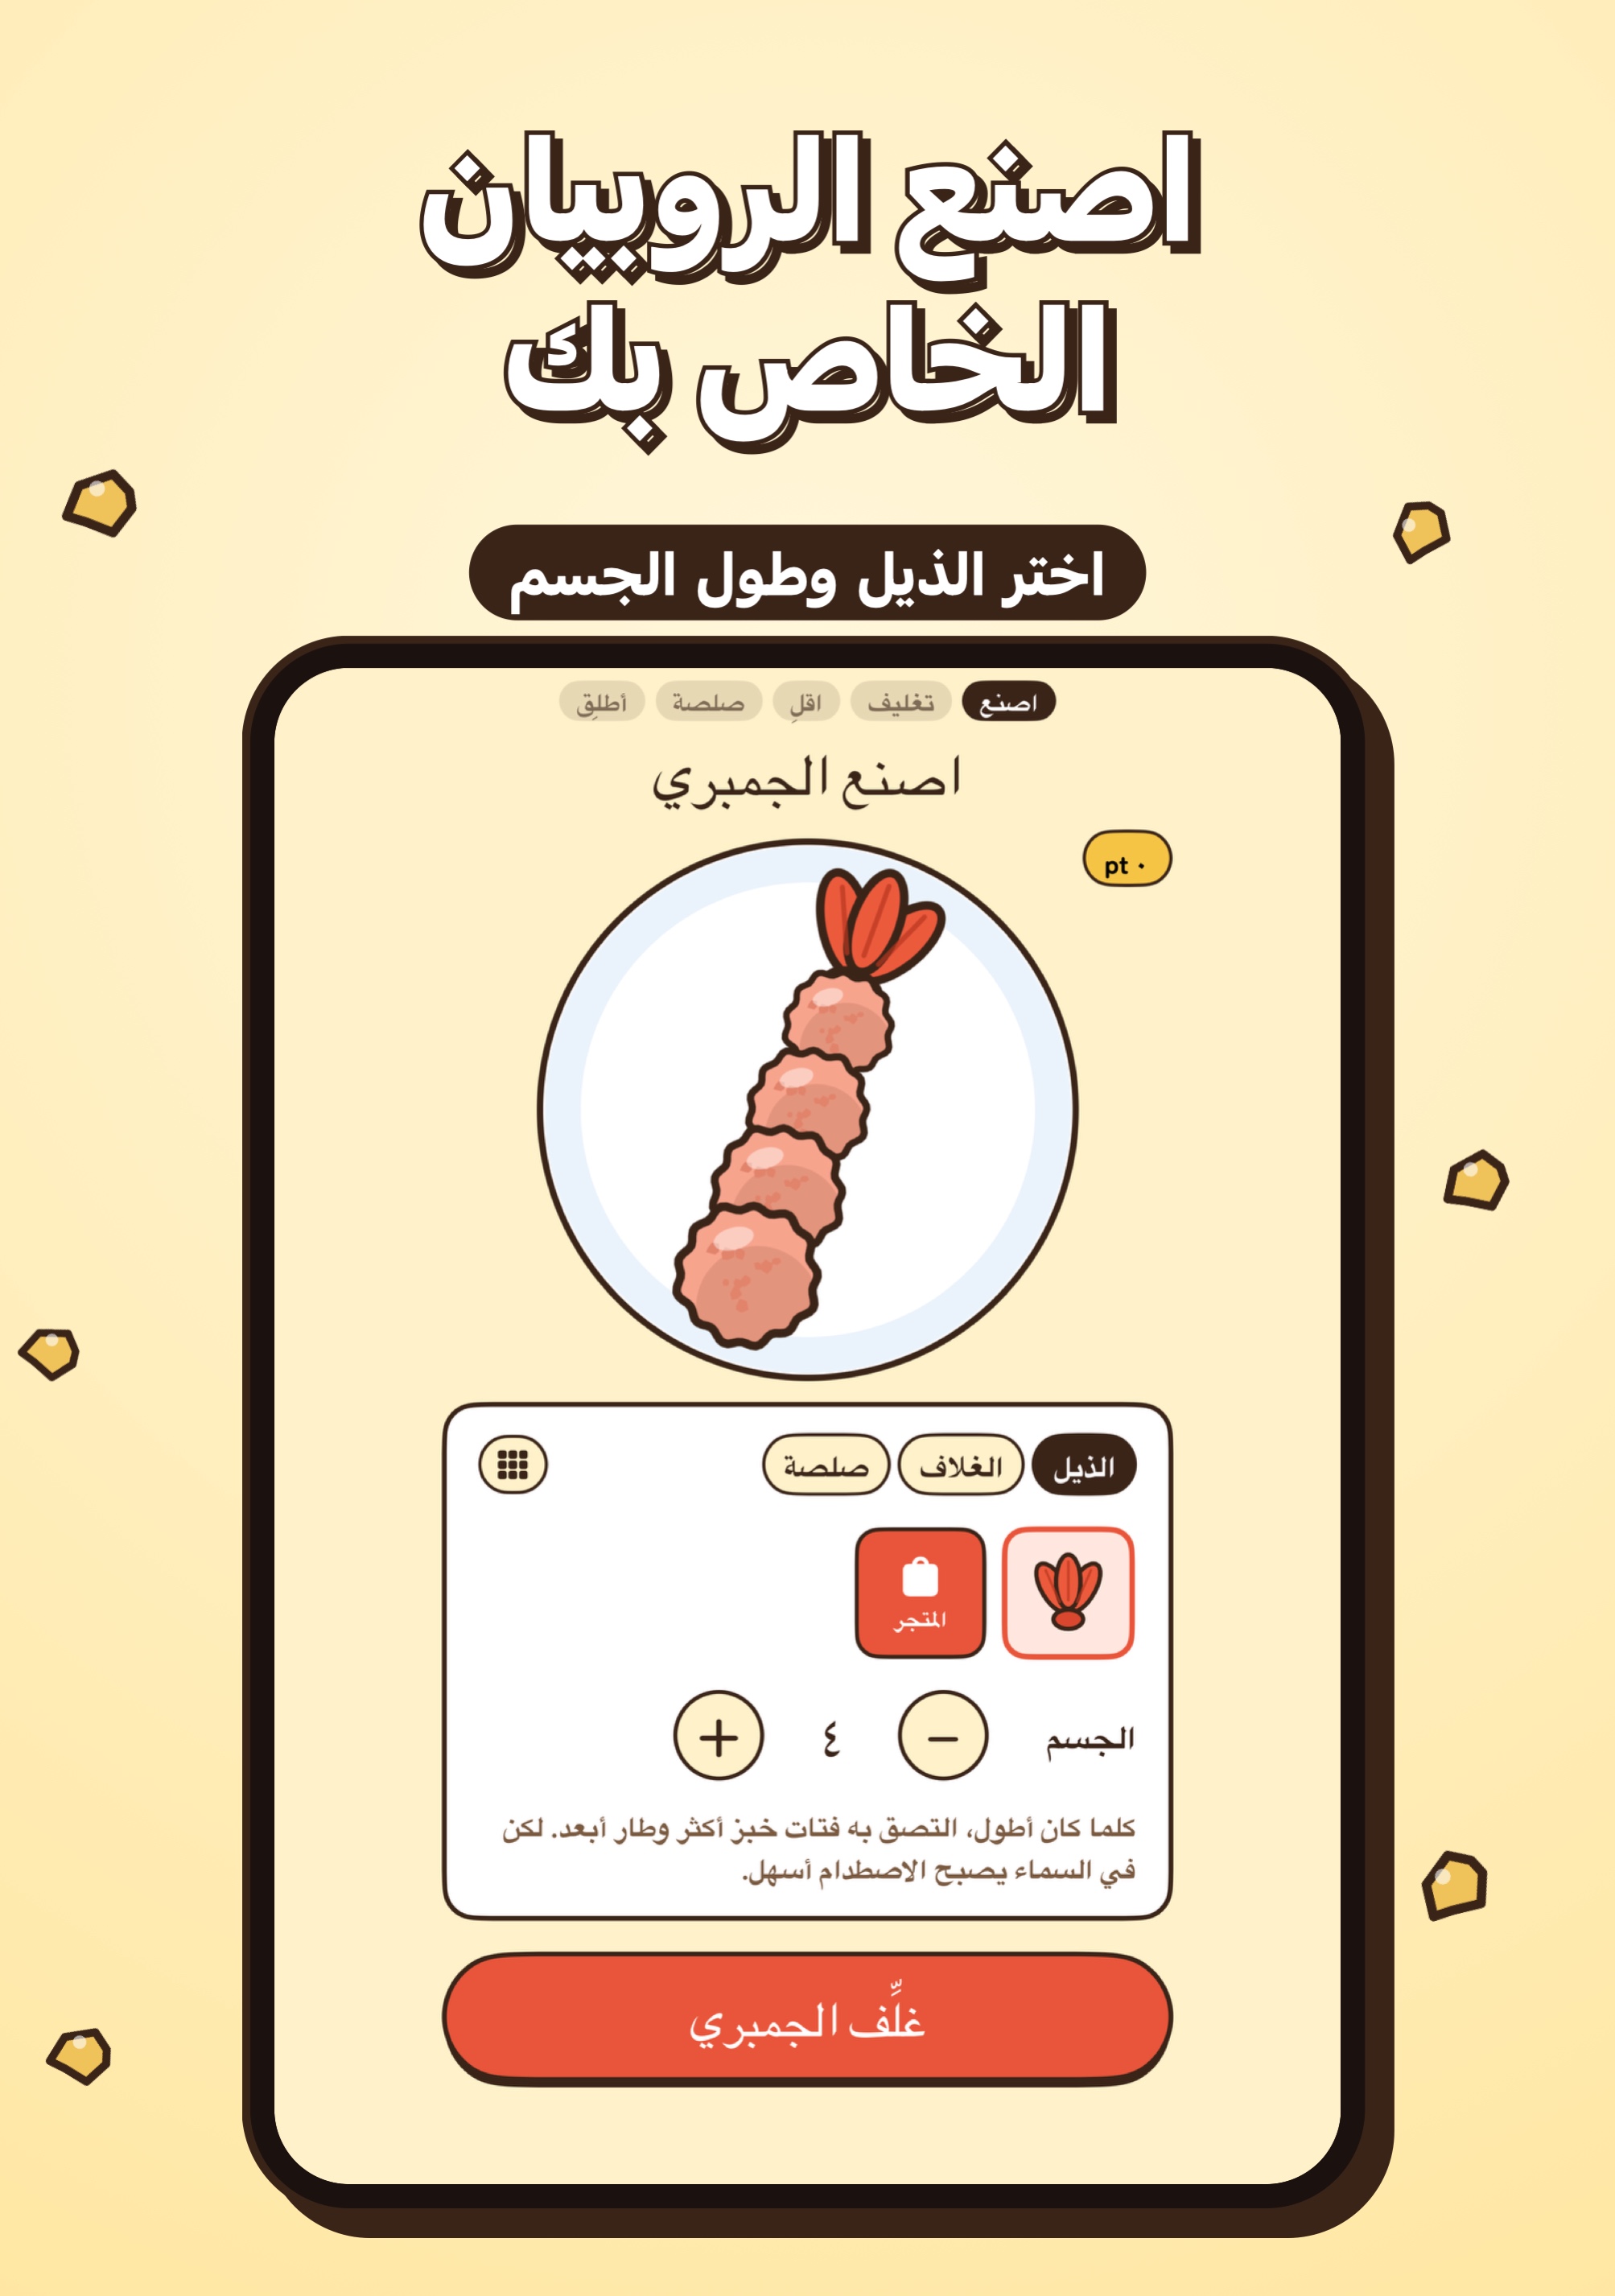 اصنع الروبيان
الخاص بك
اختر الذيل وطول الجسم
اصنع تغليف اقلِ صلصة أطلِق
اصنع الجمبري
٠ pt
الذيل الغلاف صلصة
المتجر
الجسم − ٤ +
كلما كان أطول، التصق به فتات خبز أكثر وطار أبعد. لكن
في السماء يصبح الاصطدام أسهل.
غلِّف الجمبري